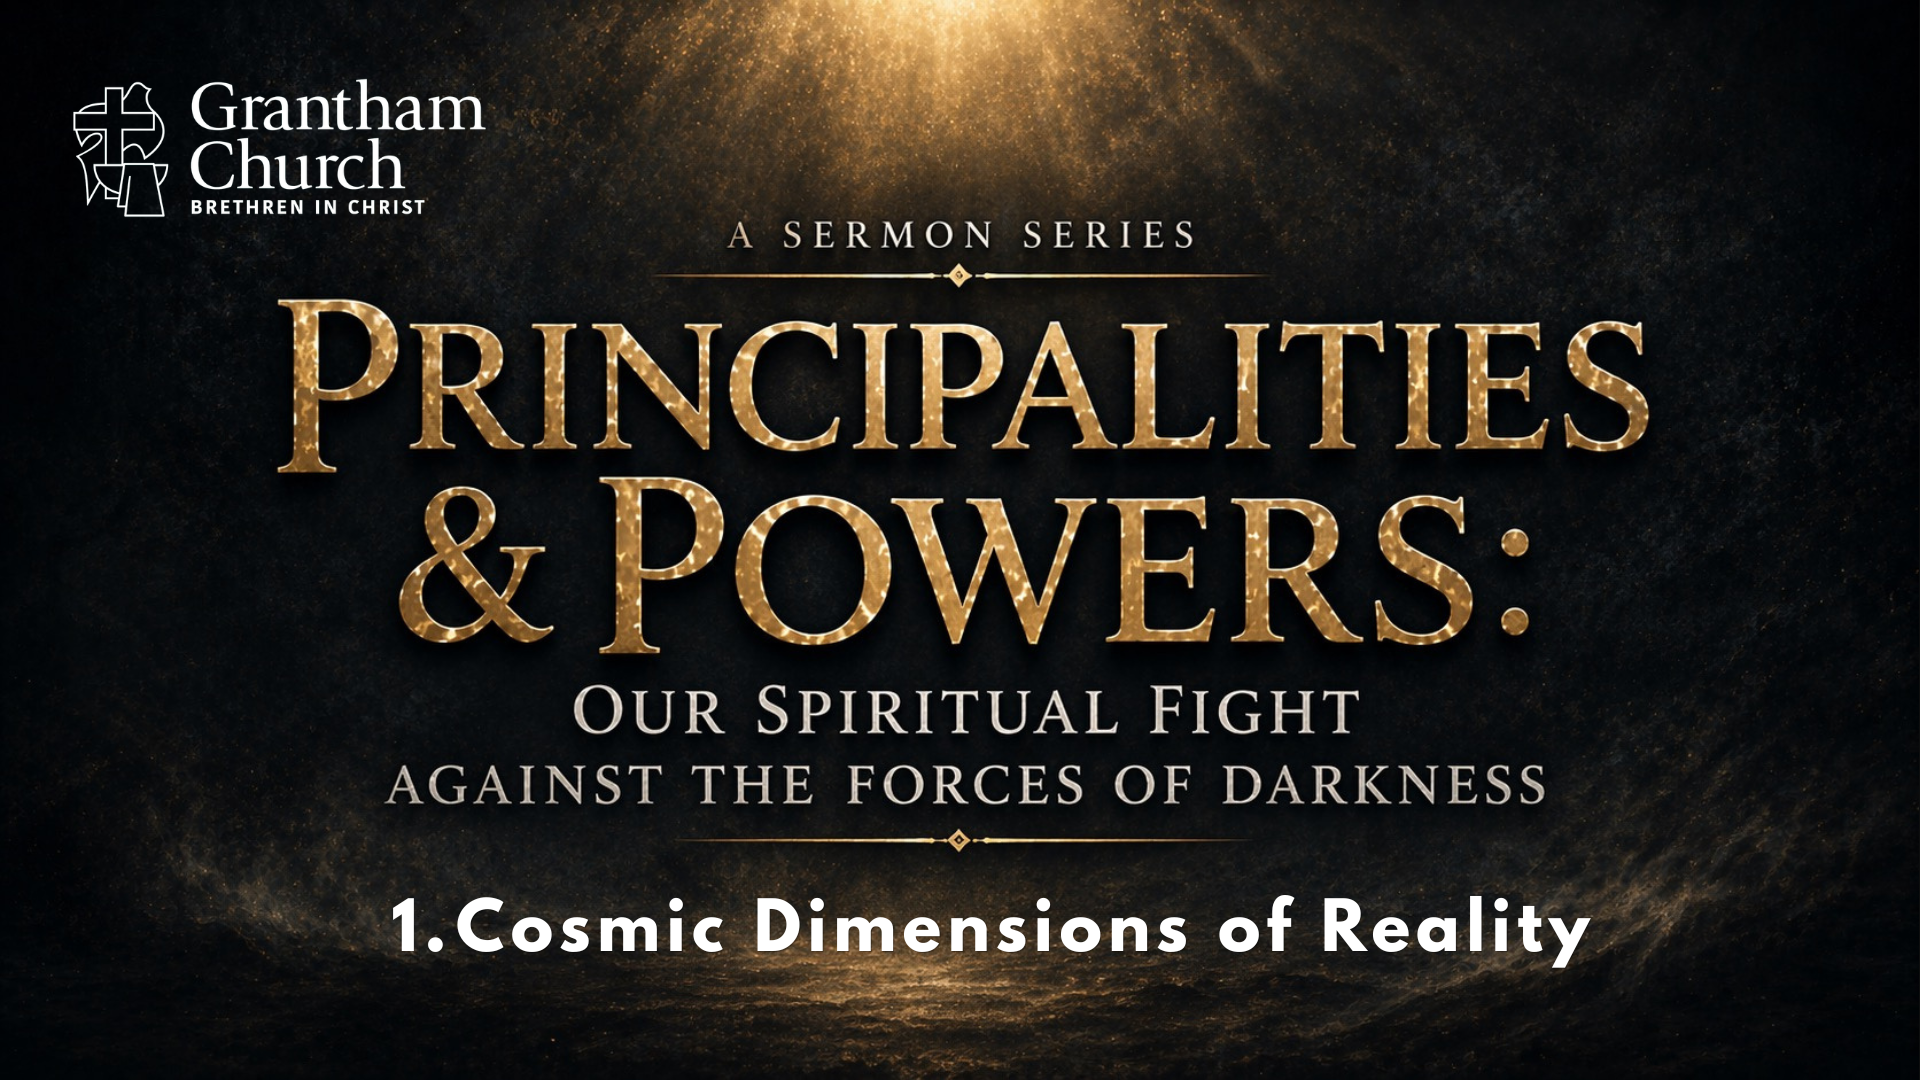 Grantham
Church
BRETHREN IN CHRIST
A SERMON SERIES
PRINCIPALITIES
& POWERS:
OUR SPIRITUAL FIGHT
AGAINST THE FORCES OF DARKNESS
1.Cosmic Dimensions of Reality